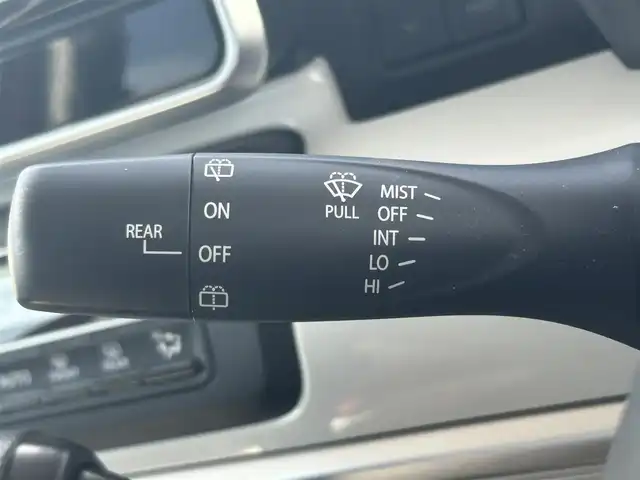 REAR
ON
OFF
PULL
MIST
OFF
INT
LO
HI